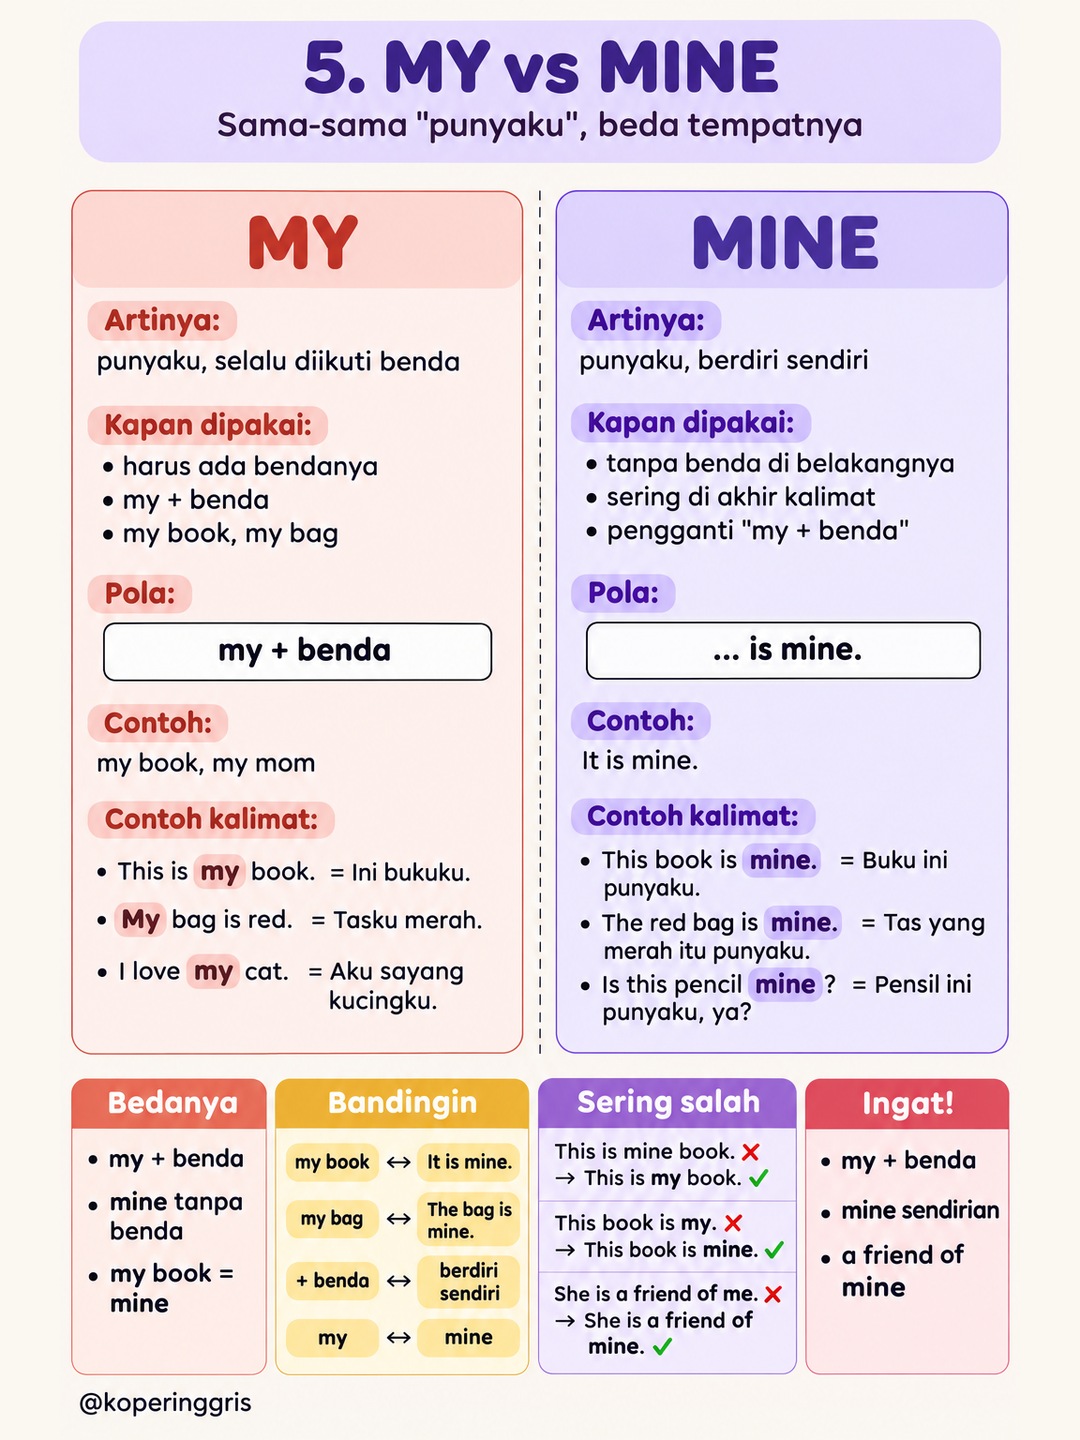 5. MY vs MINE
Sama-sama "punyaku", beda tempatnya
MY
Artinya:
punyaku, selalu diikuti benda
Kapan dipakai:
• harus ada bendanya
• my + benda
• my book, my bag
Pola:
my + benda
Contoh:
my book, my mom
Contoh kalimat:
• This is my book. = Ini bukuku.
• My bag is red. = Tasku merah.
• I love my cat. = Aku sayang
kucingku.
MINE
Artinya:
punyaku, berdiri sendiri
Kapan dipakai:
• tanpa benda di belakangnya
• sering di akhir kalimat
• pengganti "my + benda"
Pola:
... is mine.
Contoh:
It is mine.
Contoh kalimat:
• This book is mine. = Buku ini
punyaku.
• The red bag is mine. = Tas yang
merah itu punyaku.
• Is this pencil mine ? = Pensil ini
punyaku, ya?
Bedanya
• my + benda
• mine tanpa
benda
• my book =
mine
Bandingin
my book ↔ It is mine.
my bag ↔ The bag is
mine.
+ benda ↔ berdiri
sendiri
my ↔ mine
Sering salah
This is mine book. ❌
→ This is my book. ✔
This book is my. ❌
→ This book is mine. ✔
She is a friend of me. ❌
→ She is a friend of
mine. ✔
Ingat!
• my + benda
• mine sendirian
• a friend of
mine
@koperinggris